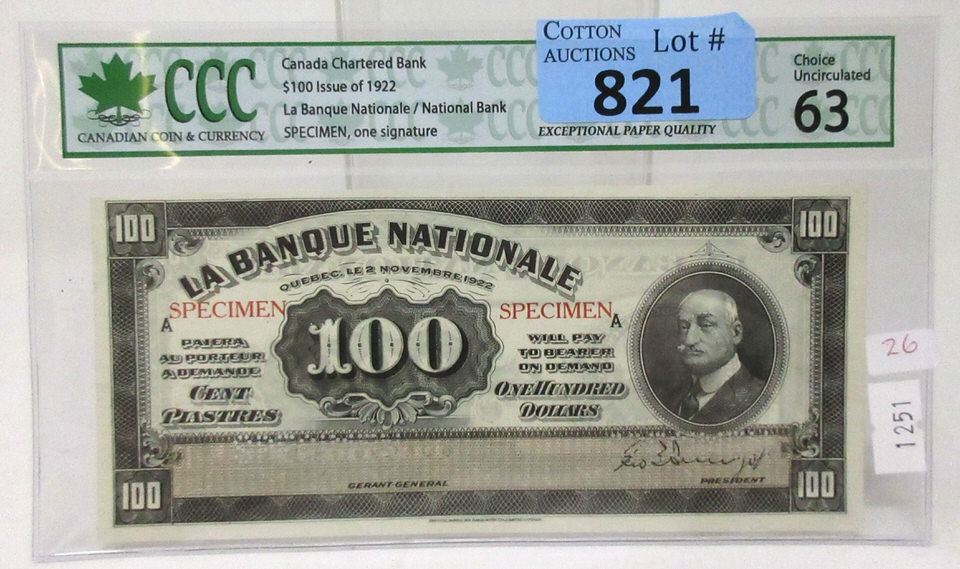 CCC
CANADIAN COIN & CURRENCY
Canada Chartered Bank
$100 Issue of 1922
La Banque Nationale / National Bank
SPECIMEN, one signature
COTTON
AUCTIONS
Lot #
821
EXCEPTIONAL PAPER QUALITY
Choice
Uncirculated
63
100
100
LA BANQUE NATIONALE
QUEBEC, LE 2 NOVEMBRE 1922
SPECIMEN
SPECIMEN
A
A
100
PAIERA
AU PORTEUR
A DEMANDE
CENT
PIASTRES
WILL PAY
TO BEARER
ON DEMAND
ONE HUNDRED
DOLLARS
26
1251
GERANT-GENERAL
PRESIDENT
100
100